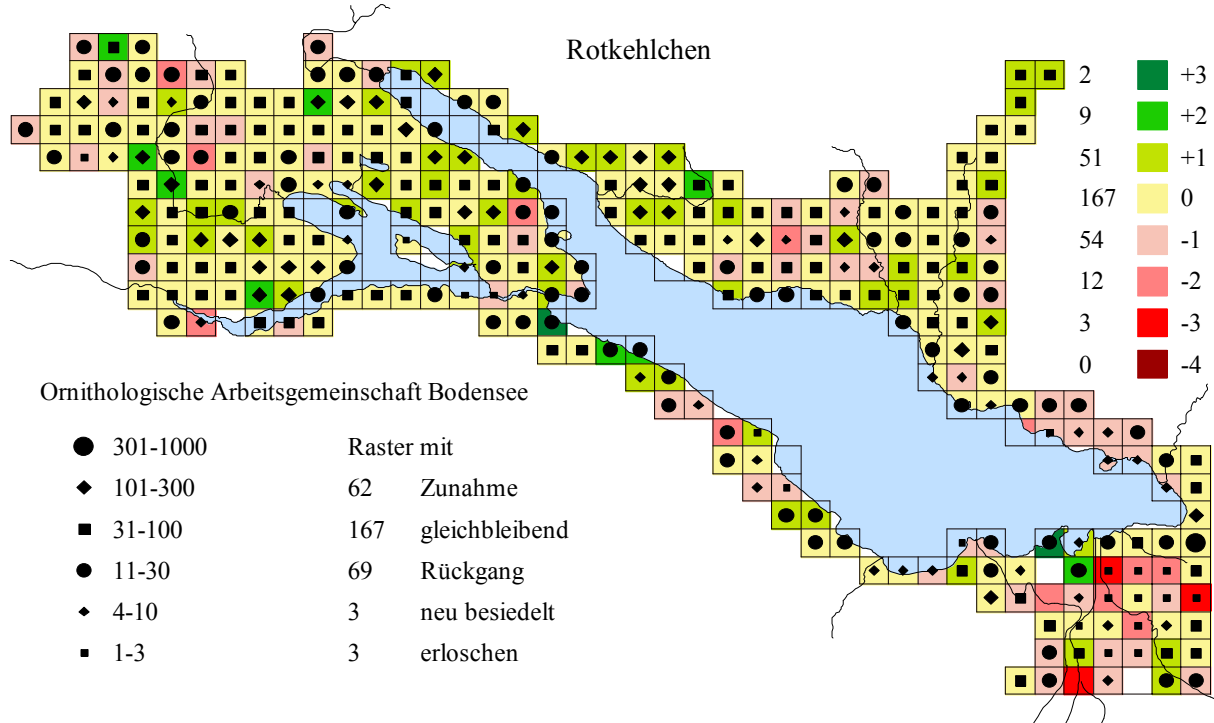 Rotkehlchen
2 +3
9 +2
51 +1
167 0
54 -1
12 -2
3 -3
0 -4
Ornithologische Arbeitsgemeinschaft Bodensee
301-1000 Raster mit
101-300 62 Zunahme
31-100 167 gleichbleibend
11-30 69 Rückgang
4-10 3 neu besiedelt
1-3 3 erloschen